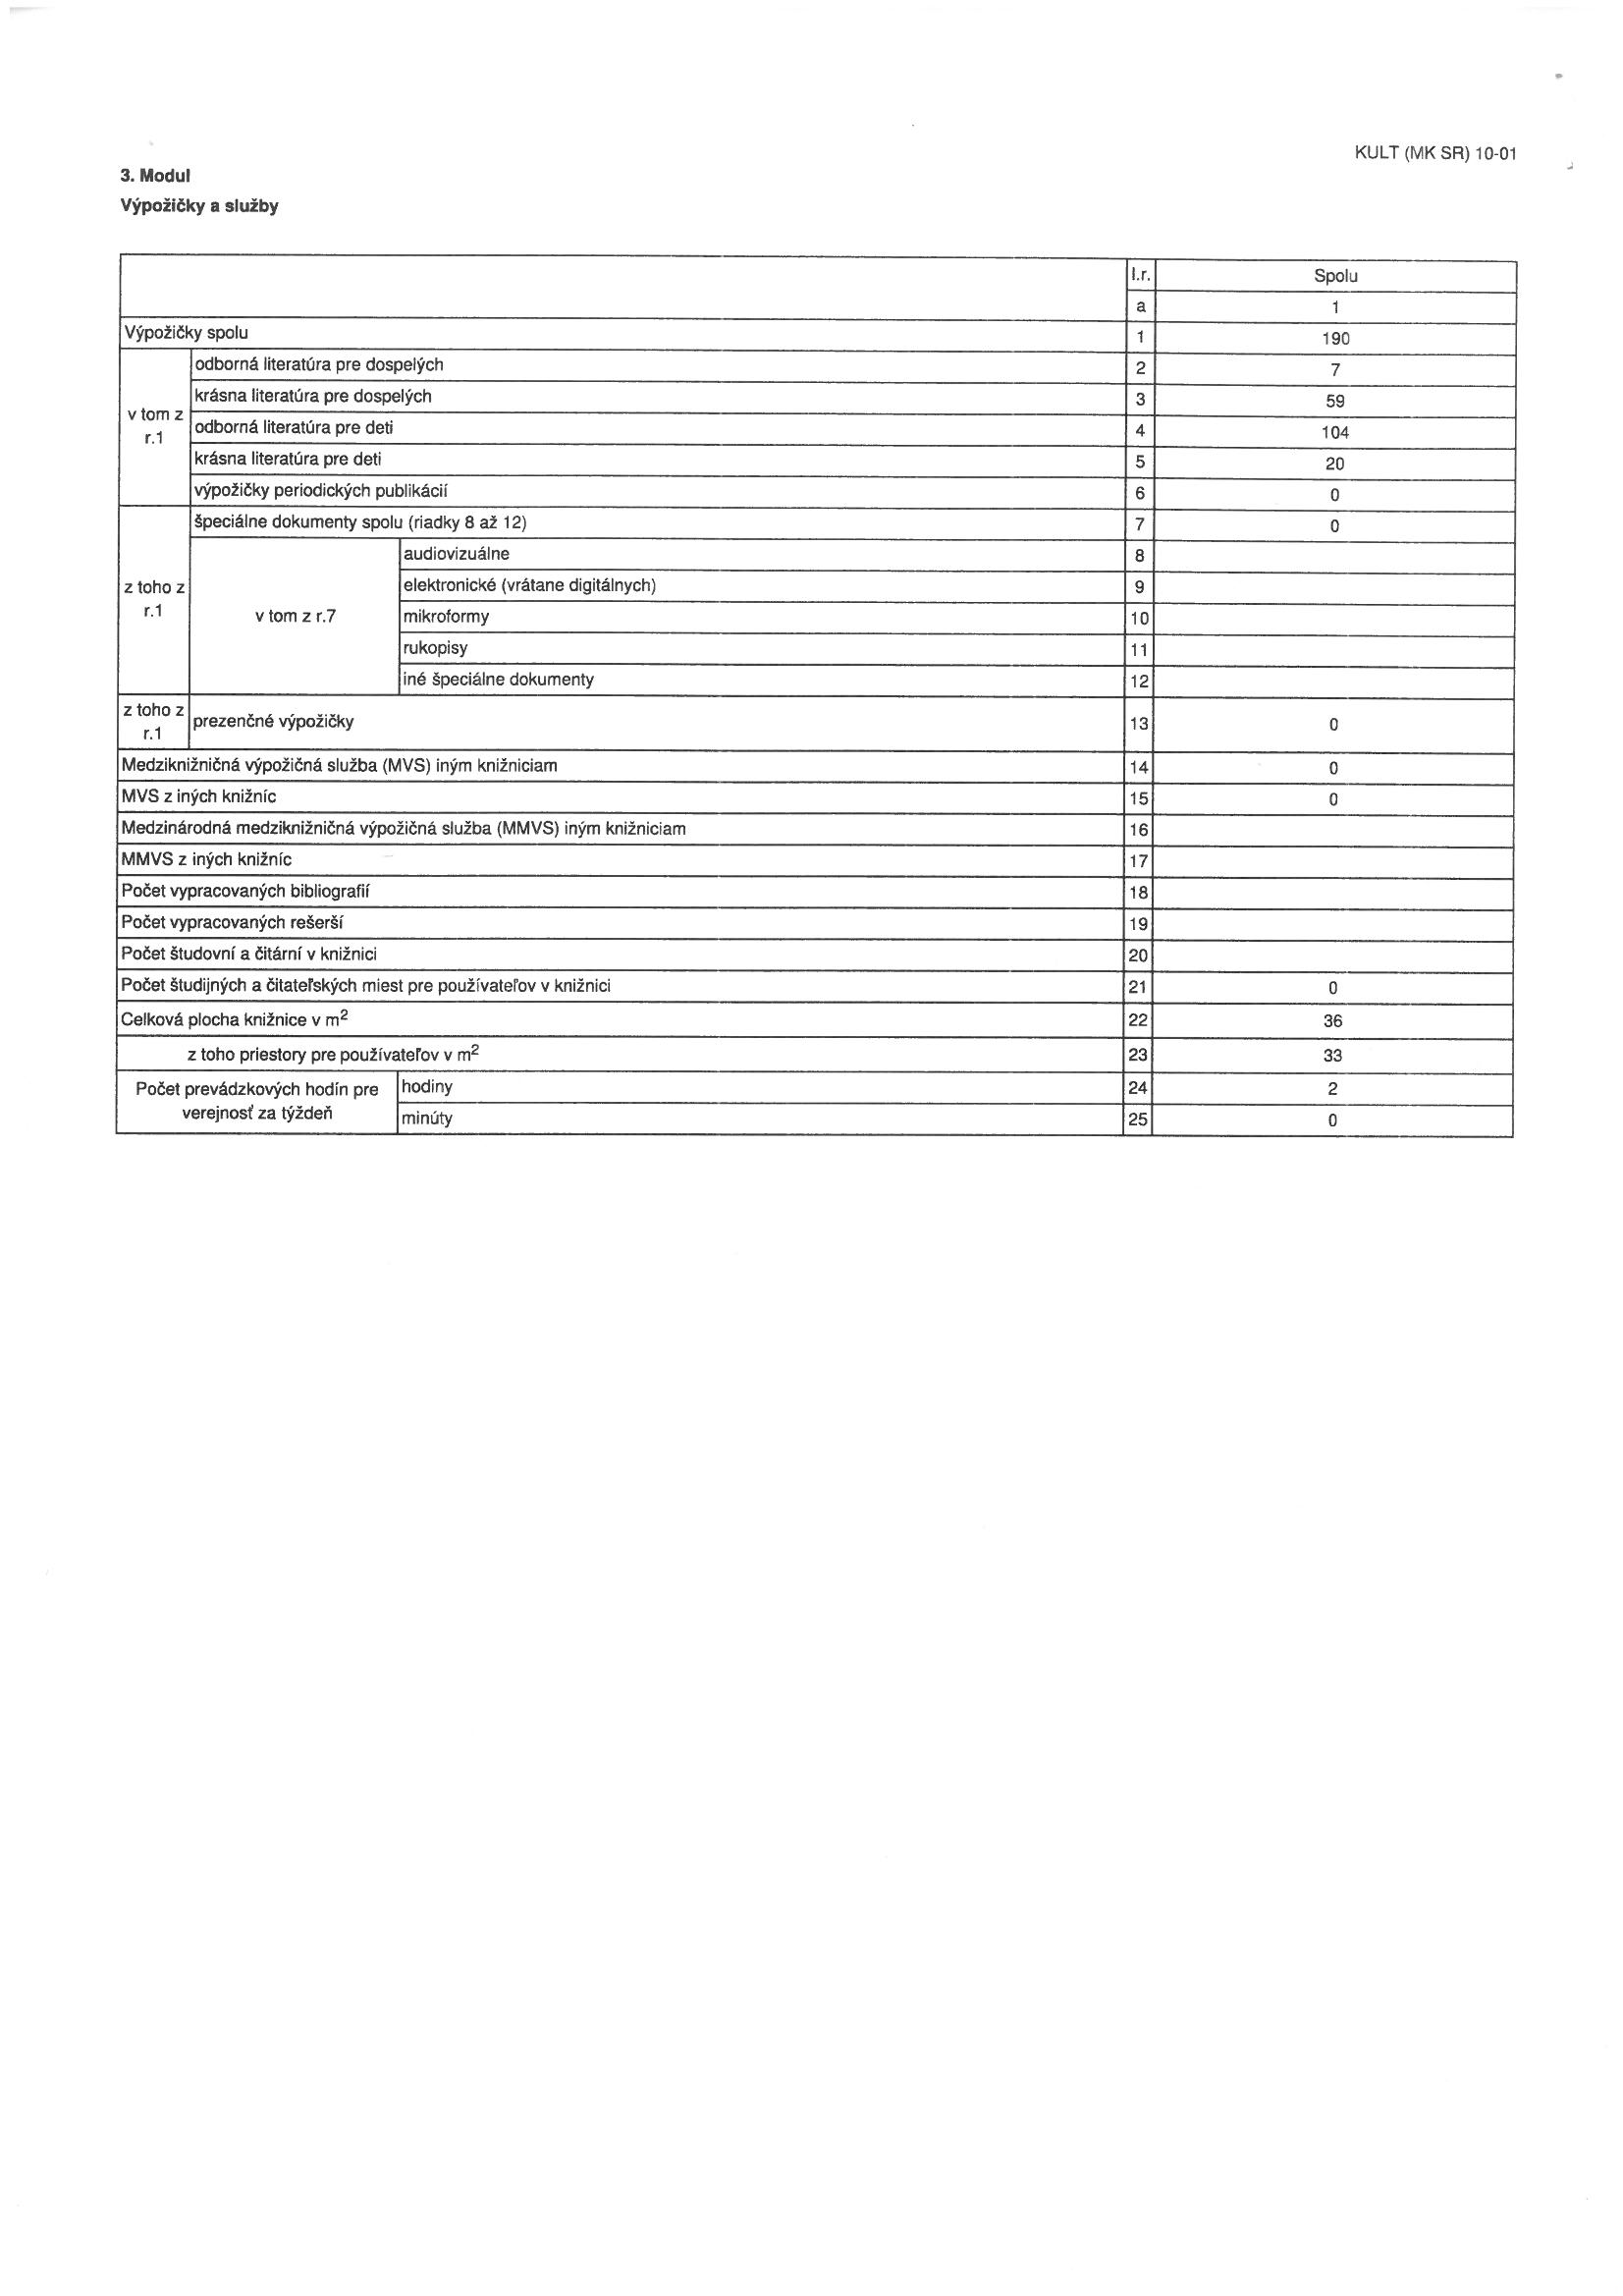 KULT (MK SR) 10-01
3. Modul
Výpožičky a služby
l.r. Spolu
a 1
Výpožičky spolu 1 190
v tom z r.1
odborná literatúra pre dospelých 2 7
krásna literatúra pre dospelých 3 59
odborná literatúra pre deti 4 104
krásna literatúra pre deti 5 20
výpožičky periodických publikácií 6 0
z toho z r.1
špeciálne dokumenty spolu (riadky 8 až 12) 7 0
v tom z r.7
audiovizuálne 8
elektronické (vrátane digitálnych) 9
mikroformy 10
rukopisy 11
iné špeciálne dokumenty 12
z toho z r.1
prezenčné výpožičky 13 0
Medziknižničná výpožičná služba (MVS) iným knižniciam 14 0
MVS z iných knižníc 15 0
Medzinárodná medziknižničná výpožičná služba (MMVS) iným knižniciam 16
MMVS z iných knižníc 17
Počet vypracovaných bibliografií 18
Počet vypracovaných rešerší 19
Počet študovní a čitární v knižnici 20
Počet študijných a čitateľských miest pre používateľov v knižnici 21 0
Celková plocha knižnice v m² 22 36
z toho priestory pre používateľov v m² 23 33
Počet prevádzkových hodín pre verejnosť za týždeň
hodiny 24 2
minúty 25 0